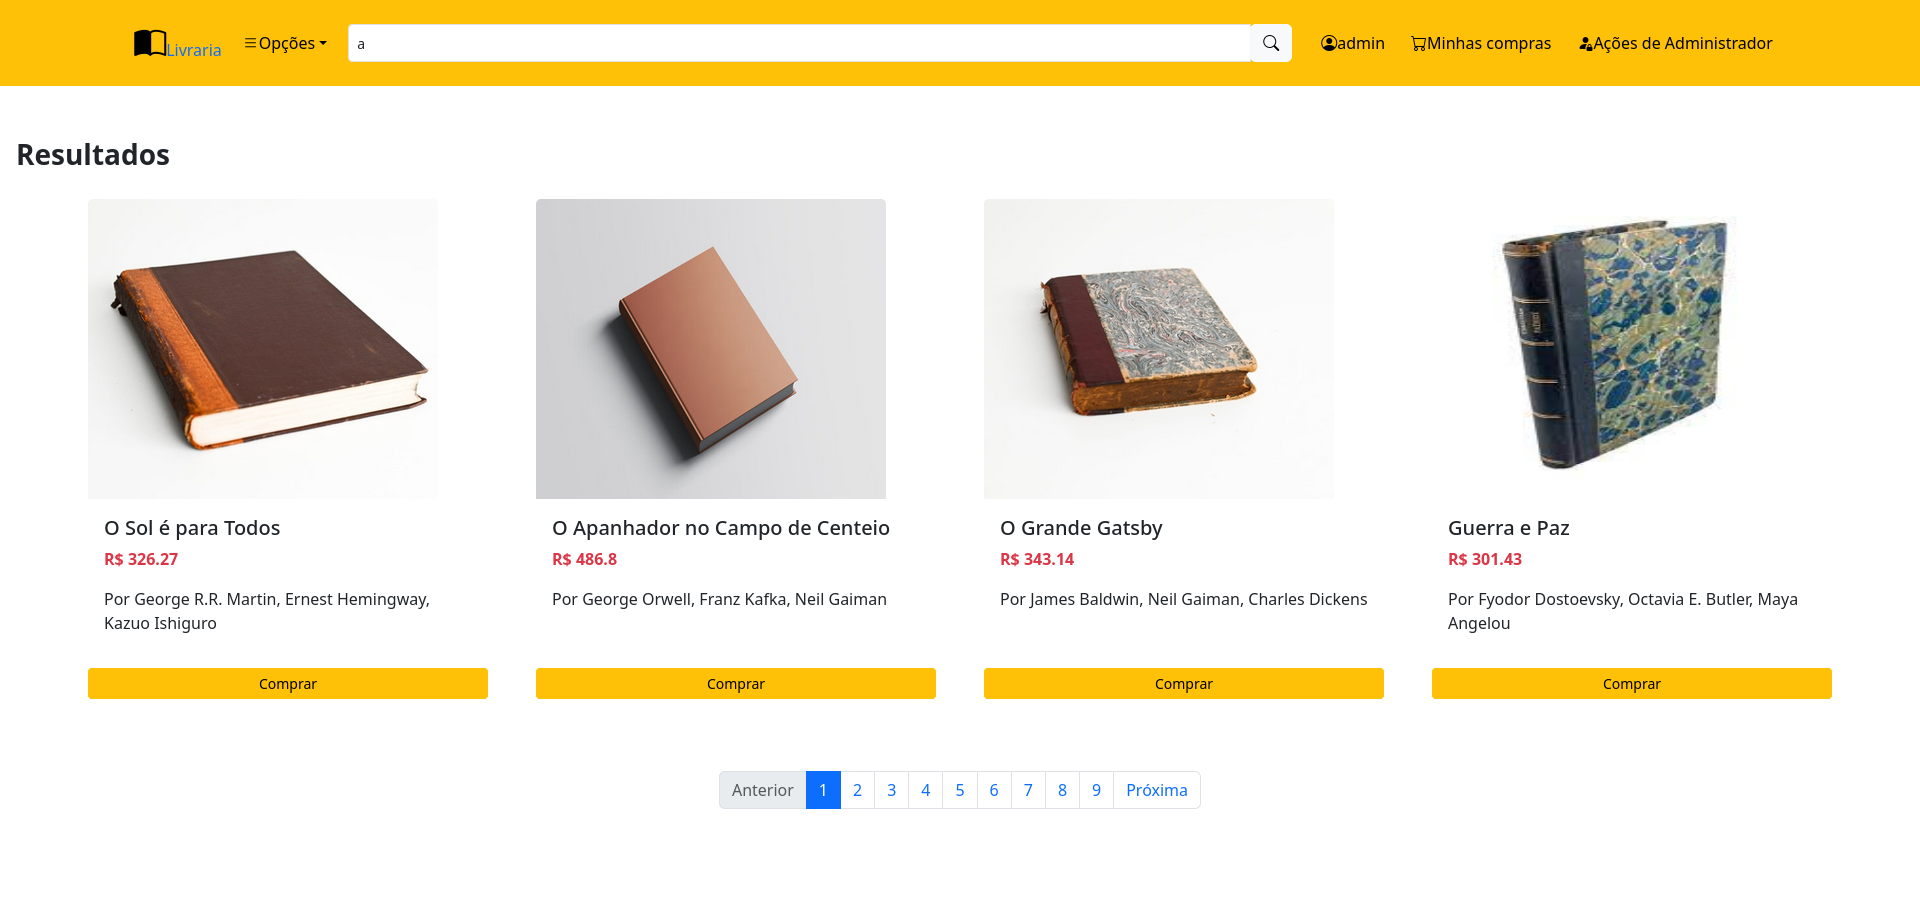 Livraria
Opções
a
admin
Minhas compras
Ações de Administrador
Resultados
O Sol é para Todos
R$ 326.27
Por George R.R. Martin, Ernest Hemingway,
Kazuo Ishiguro
Comprar
O Apanhador no Campo de Centeio
R$ 486.8
Por George Orwell, Franz Kafka, Neil Gaiman
Comprar
O Grande Gatsby
R$ 343.14
Por James Baldwin, Neil Gaiman, Charles Dickens
Comprar
Guerra e Paz
R$ 301.43
Por Fyodor Dostoevsky, Octavia E. Butler, Maya
Angelou
Comprar
Anterior 1 2 3 4 5 6 7 8 9 Próxima